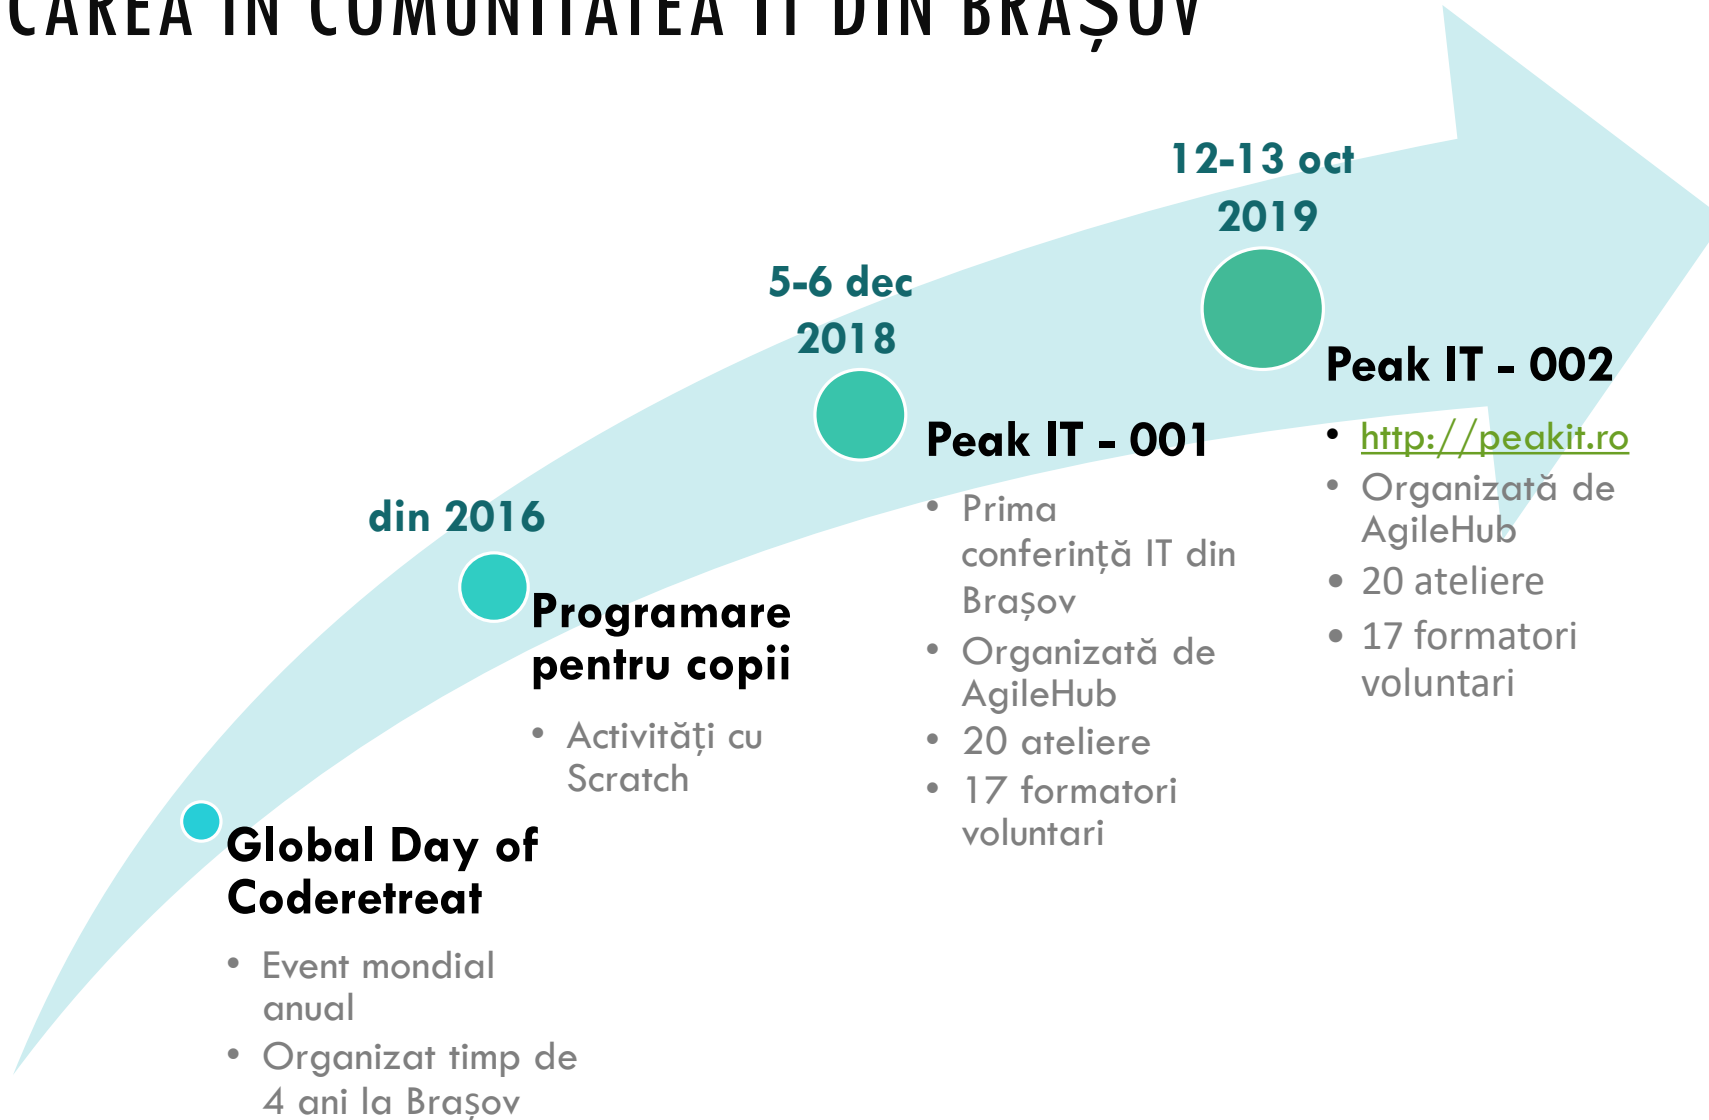 CAREA ÎN COMUNITATEA IT DIN BRAȘOV
Global Day of
Coderetreat
• Event mondial
anual
• Organizat timp de
4 ani la Brașov
din 2016
Programare
pentru copii
• Activități cu
Scratch
5-6 dec
2018
Peak IT - 001
• Prima
conferință IT din
Brașov
• Organizată de
AgileHub
• 20 ateliere
• 17 formatori
voluntari
12-13 oct
2019
Peak IT - 002
• http://peakit.ro
• Organizată de
AgileHub
• 20 ateliere
• 17 formatori
voluntari